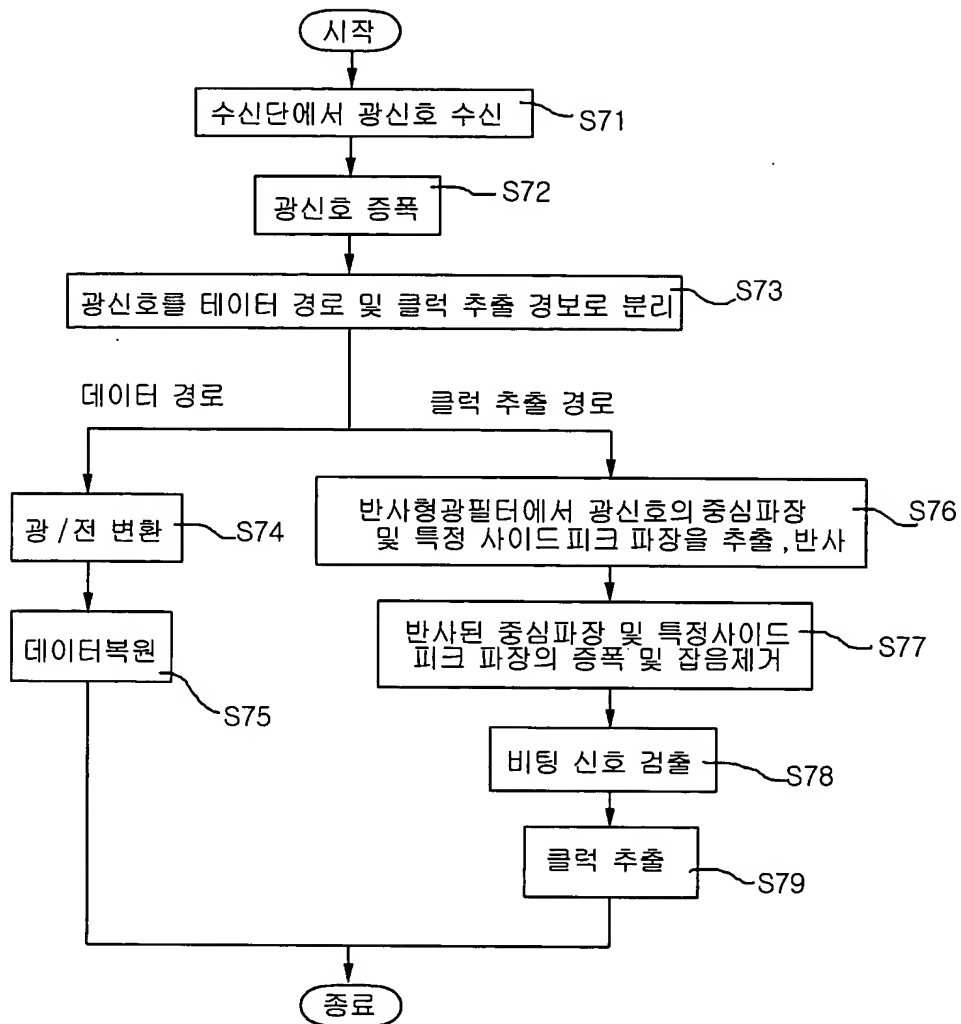 시작
수신단에서 광신호 수신
S71
광신호 증폭
S72
광신호를 테이터 경로 및 클럭 추출 경보로 분리
S73
데이터 경로
클럭 추출 경로
광/전 변환
S74
데이터복원
S75
반사형광필터에서 광신호의 중심파장
및 특정 사이드 피크 파장을 추출,반사
S76
반사된 중심파장 및 특정사이드
피크 파장의 증폭 및 잡음제거
S77
비팅 신호 검출
S78
클럭 추출
S79
종료